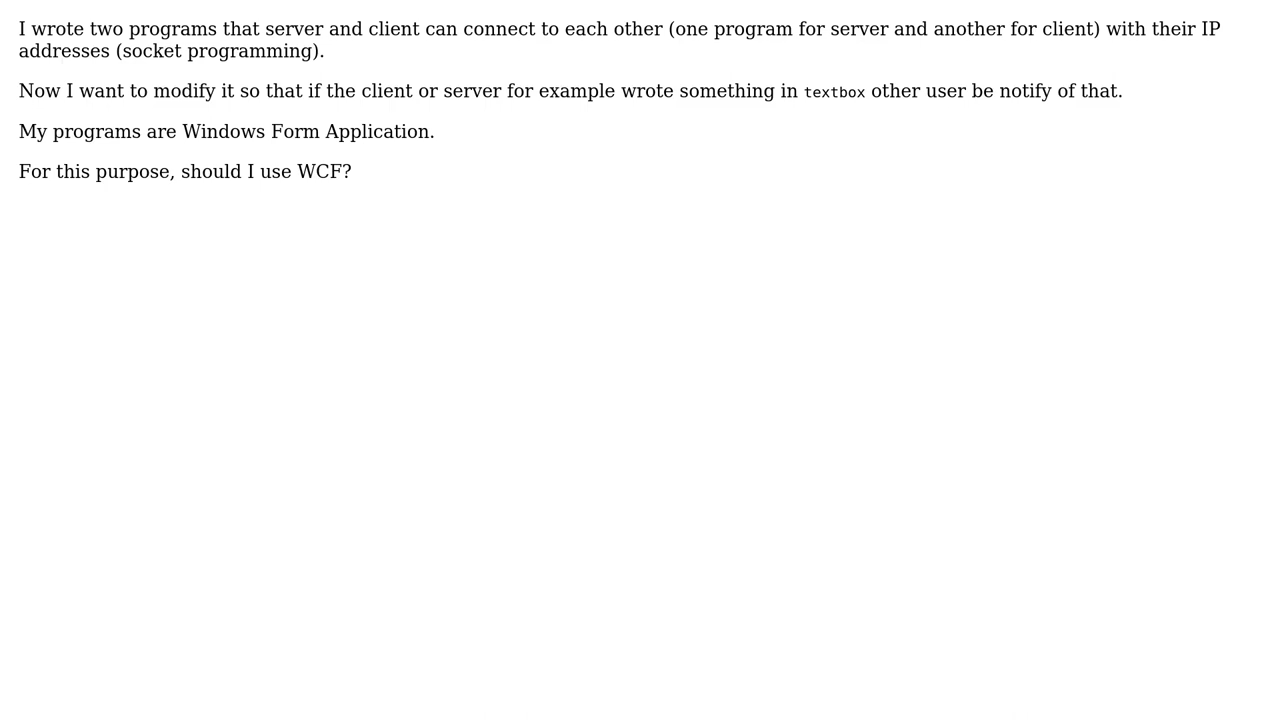 I wrote two programs that server and client can connect to each other (one program for server and another for client) with their IP
addresses (socket programming).
Now I want to modify it so that if the client or server for example wrote something in textbox other user be notify of that.
My programs are Windows Form Application.
For this purpose, should I use WCF?